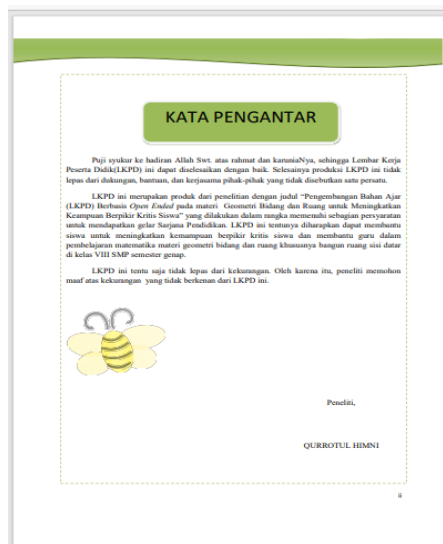 KATA PENGANTAR
Puji syukur ke hadiran Allah Swt. atas rahmat dan karuniaNya, sehingga Lembar Kerja
Peserta Didik(LKPD) ini dapat diselesaikan dengan baik. Selesainya produksi LKPD ini tidak
lepas dari dukungan, bantuan, dan kerjasama pihak-pihak yang tidak disebutkan satu persatu.
LKPD ini merupakan produk dari penelitian dengan judul “Pengembangan Bahan Ajar
(LKPD) Berbasis Open Ended pada materi Geometri Bidang dan Ruang untuk Meningkatkan
Keampuan Berpikir Kritis Siswa” yang dilakukan dalam rangka memenuhi sebagian persyaratan
untuk mendapatkan gelar Sarjana Pendidikan. LKPD ini tentunya diharapkan dapat membantu
siswa untuk meningkatkan kemampuan berpikir kritis siswa dan membantu guru dalam
pembelajaran matematika materi geometri bidang dan ruang khususnya bangun ruang sisi datar
di kelas VIII SMP semester genap.
LKPD ini tentu saja tidak lepas dari kekurangan. Oleh karena itu, peneliti memohon
maaf atas kekurangan yang tidak berkenan dari LKPD ini.
Peneliti,
QURROTUL HIMNI
ii